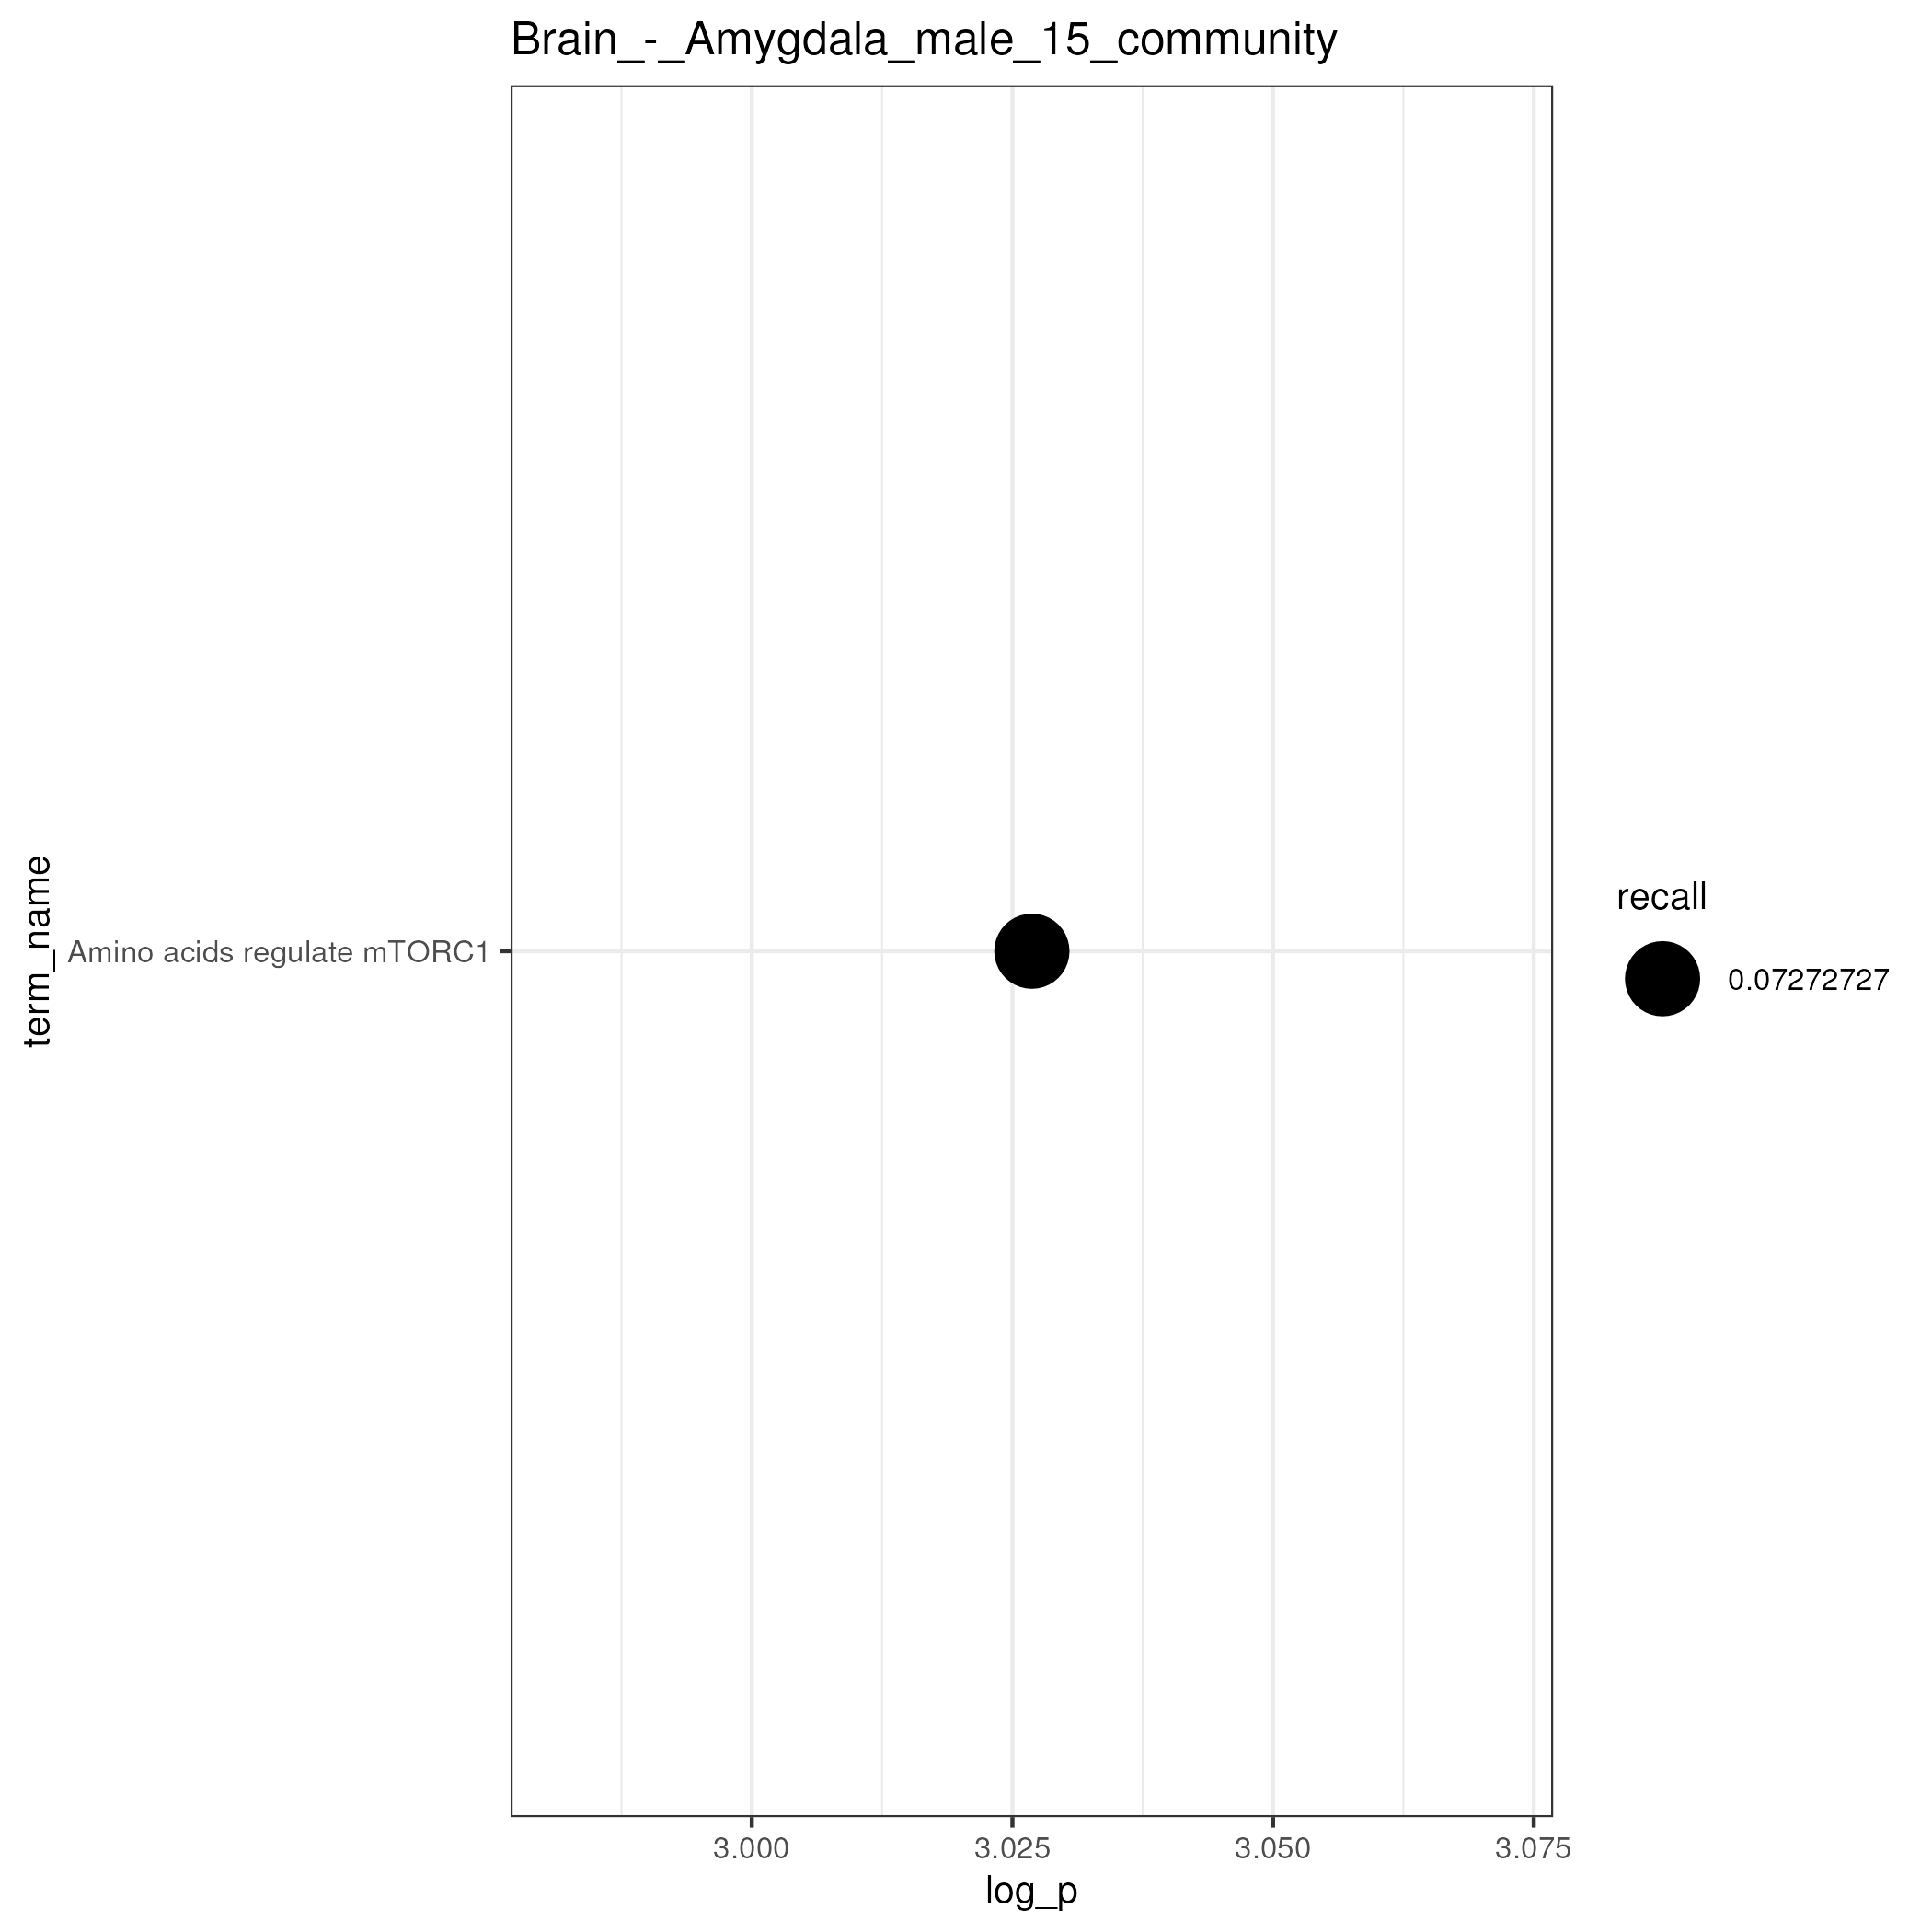 Brain_-_Amygdala_male_15_community
term_name
Amino acids regulate mTORC1
recall
0.07272727
3.000
3.025
3.050
3.075
log_p